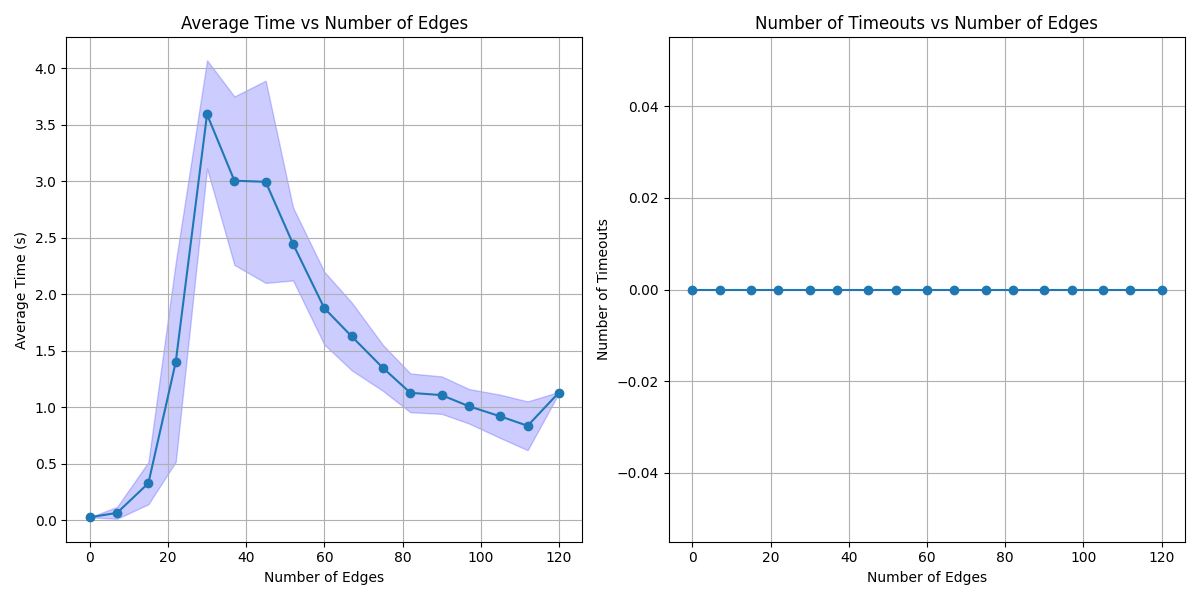 Average Time vs Number of Edges
Average Time (s)
4.0
3.5
3.0
2.5
2.0
1.5
1.0
0.5
0.0
0 20 40 60 80 100 120
Number of Edges
Number of Timeouts vs Number of Edges
Number of Timeouts
0.04
0.02
0.00
−0.02
−0.04
0 20 40 60 80 100 120
Number of Edges